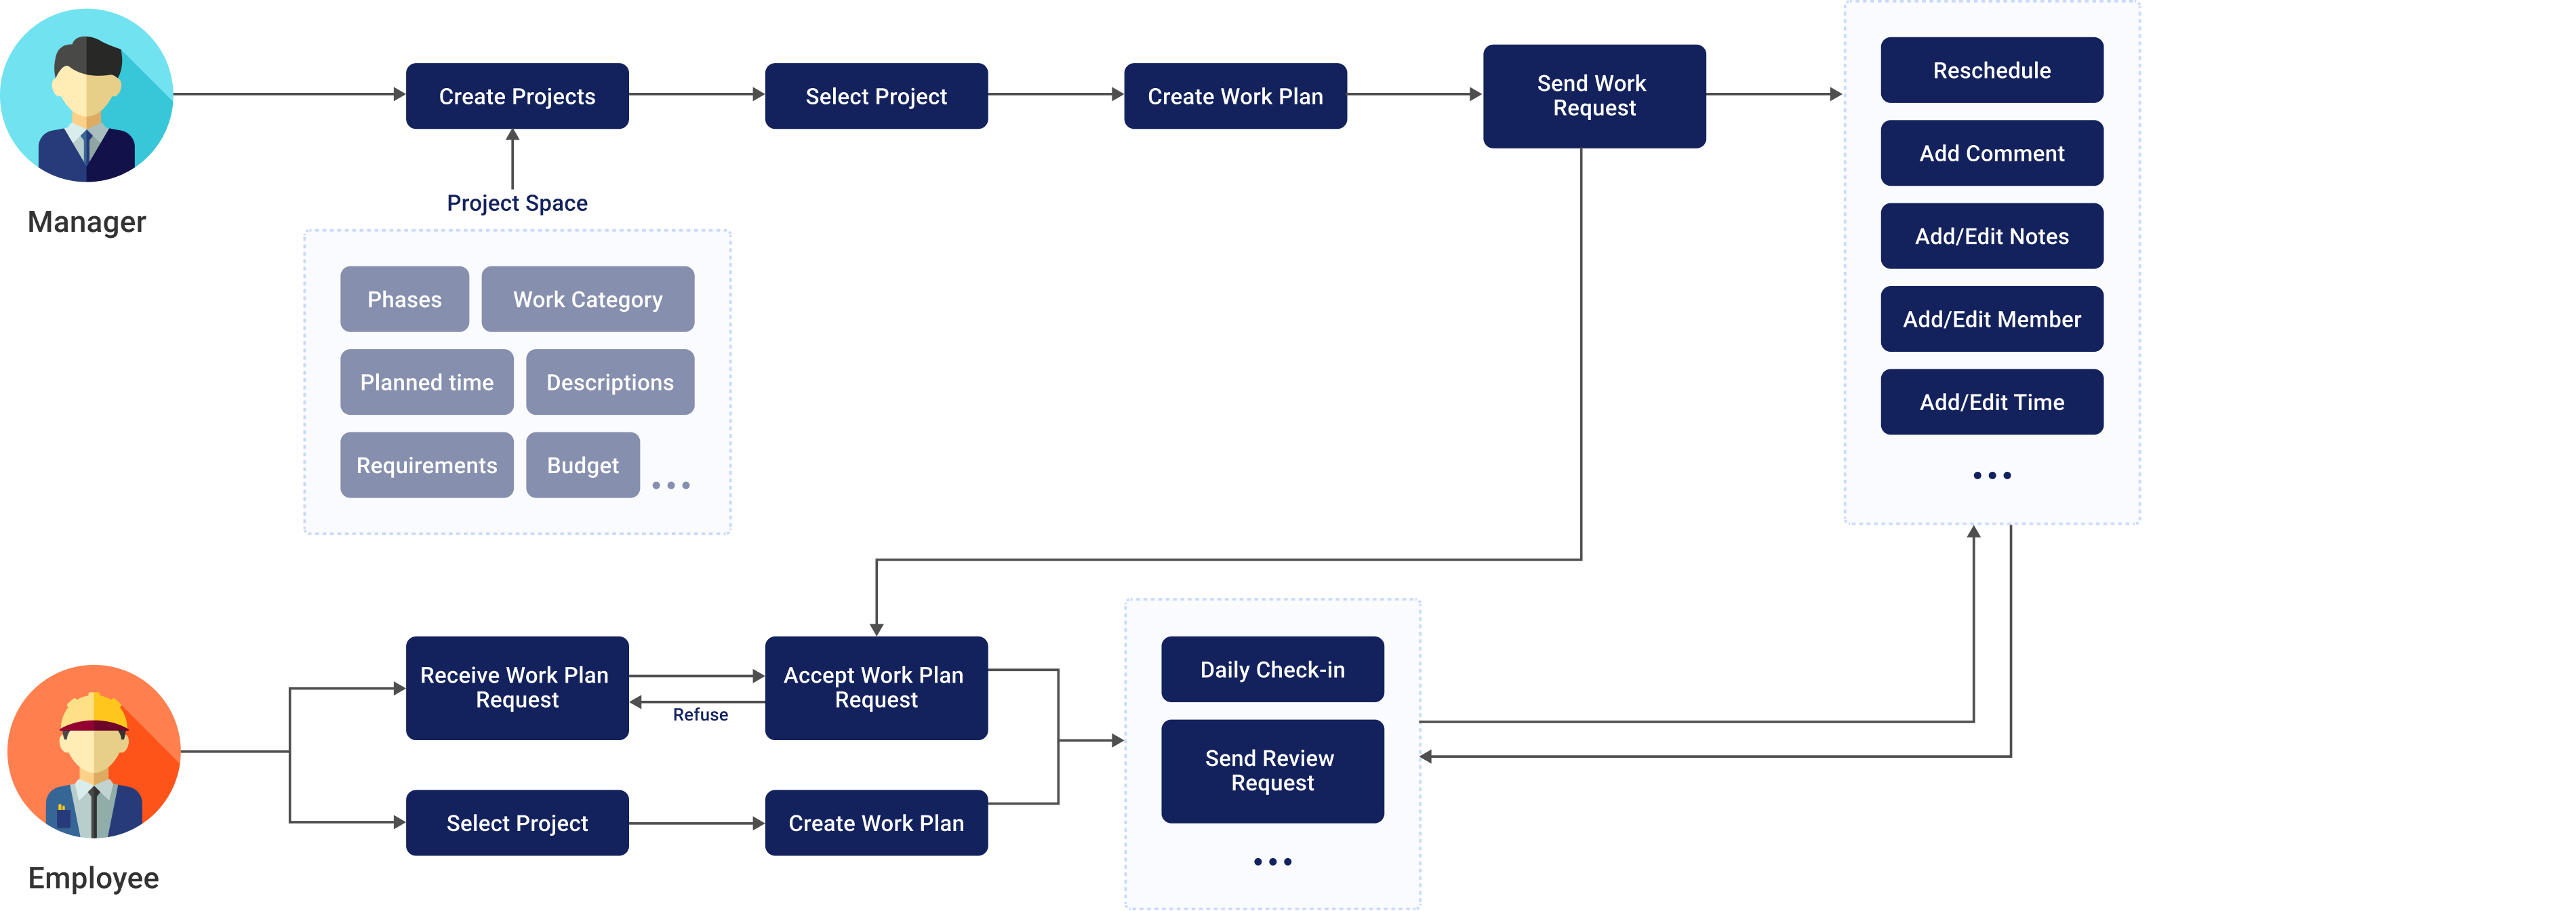 Manager
Create Projects
Select Project
Create Work Plan
Send Work
Request
Reschedule
Add Comment
Add/Edit Notes
Add/Edit Member
Add/Edit Time
...
Project Space
Phases
Work Category
Planned time
Descriptions
Requirements
Budget
...
Employee
Receive Work Plan
Request
Refuse
Accept Work Plan
Request
Select Project
Create Work Plan
Daily Check-in
Send Review
Request
...